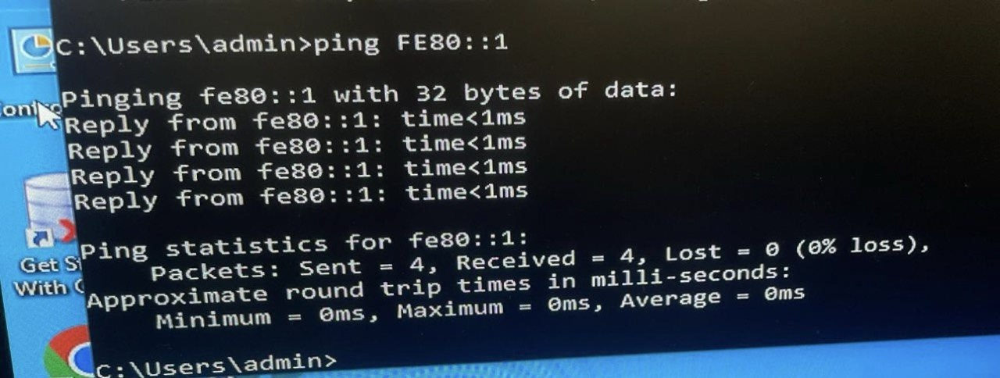 C:\Users\admin>ping FE80::1
Pinging fe80::1 with 32 bytes of data:
Reply from fe80::1: time<1ms
Reply from fe80::1: time<1ms
Reply from fe80::1: time<1ms
Reply from fe80::1: time<1ms
Ping statistics for fe80::1:
Packets: Sent = 4, Received = 4, Lost = 0 (0% loss),
Approximate round trip times in milli-seconds:
Minimum = 0ms, Maximum = 0ms, Average = 0ms
C:\Users\admin>
Get
With